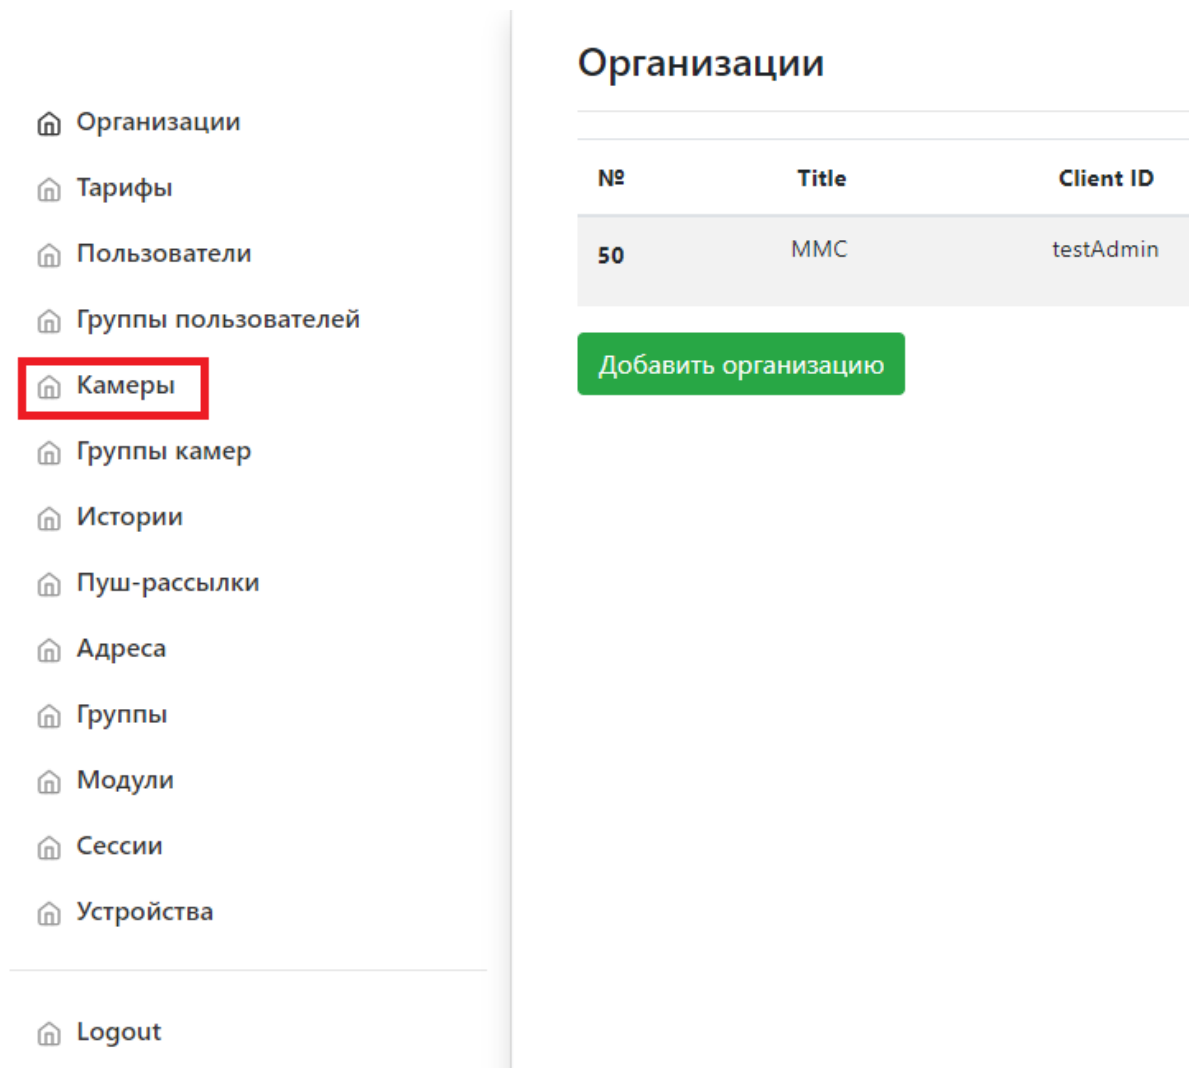 Организации
Тарифы
Пользователи
Группы пользователей
Камеры
Группы камер
Истории
Пуш-рассылки
Адреса
Группы
Модули
Сессии
Устройства
Logout
Организации
№ Title Client ID
50 ММС testAdmin
Добавить организацию